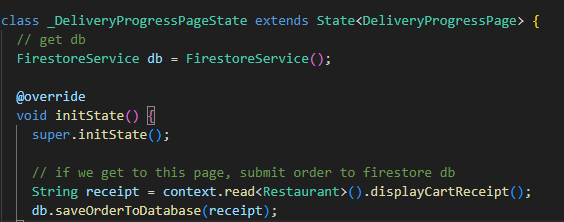 class _DeliveryProgressPageState extends State<DeliveryProgressPage> {
// get db
FirestoreService db = FirestoreService();
@override
void initState() {
super.initState();
// if we get to this page, submit order to firestore db
String receipt = context.read<Restaurant>().displayCartReceipt();
db.saveOrderToDatabase(receipt);